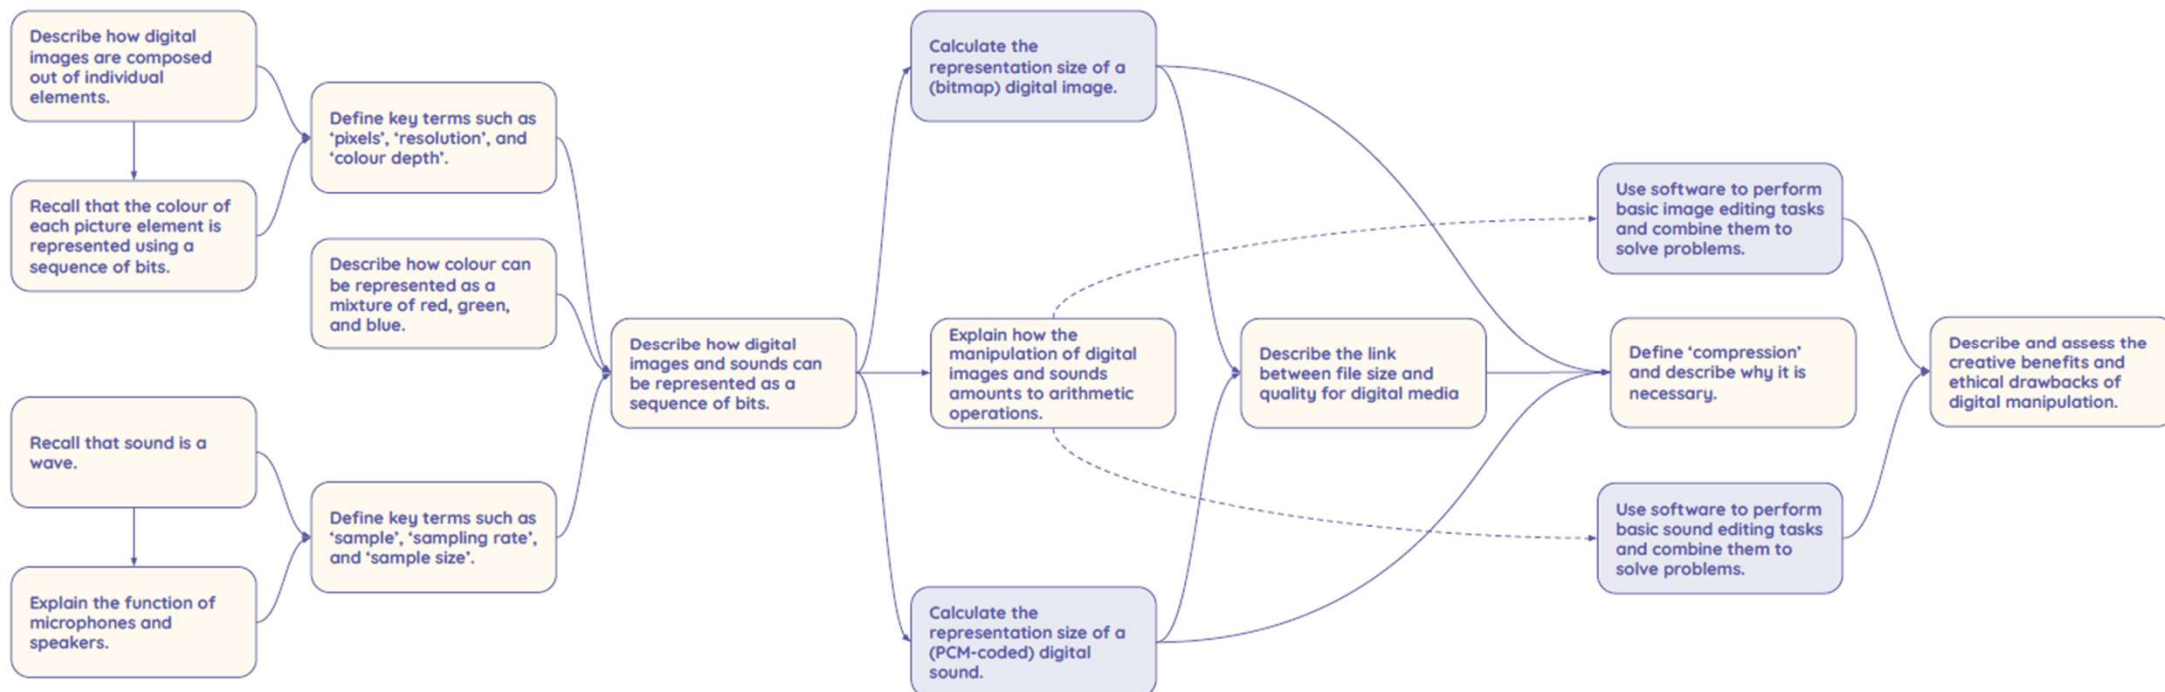 Describe how digital
images are composed
out of individual
elements.
Recall that the colour of
each picture element is
represented using a
sequence of bits.
Recall that sound is a
wave.
Explain the function of
microphones and
speakers.
Define key terms such as
‘pixels’, ‘resolution’, and
‘colour depth’.
Describe how colour can
be represented as a
mixture of red, green,
and blue.
Define key terms such as
‘sample’, ‘sampling rate’,
and ‘sample size’.
Describe how digital
images and sounds can
be represented as a
sequence of bits.
Calculate the
representation size of a
(bitmap) digital image.
Explain how the
manipulation of digital
images and sounds
amounts to arithmetic
operations.
Calculate the
representation size of a
(PCM-coded) digital
sound.
Describe the link
between file size and
quality for digital media
Use software to perform
basic image editing tasks
and combine them to
solve problems.
Define ‘compression’
and describe why it is
necessary.
Use software to perform
basic sound editing tasks
and combine them to
solve problems.
Describe and assess the
creative benefits and
ethical drawbacks of
digital manipulation.